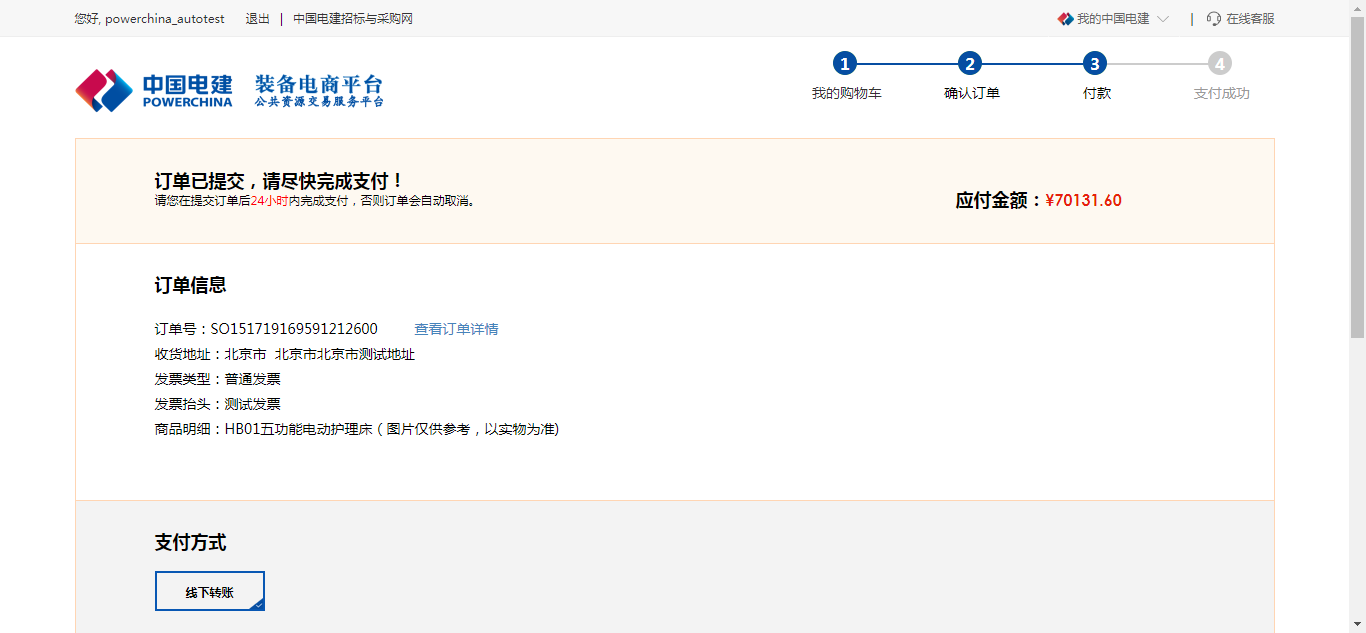 您好, powerchina_autotest 退出 | 中国电建招标与采购网 我的中国电建 | 在线客服
中国电建 装备电商平台
POWERCHINA 公共资源交易服务平台
1 2 3 4
我的购物车 确认订单 付款 支付成功
订单已提交，请尽快完成支付！
请您在提交订单后24小时内完成支付，否则订单会自动取消。
应付金额：¥70131.60
订单信息
订单号：SO151719169591212600 查看订单详情
收货地址：北京市 北京市北京市测试地址
发票类型：普通发票
发票抬头：测试发票
商品明细：HB01五功能电动护理床（图片仅供参考，以实物为准)
支付方式
线下转账